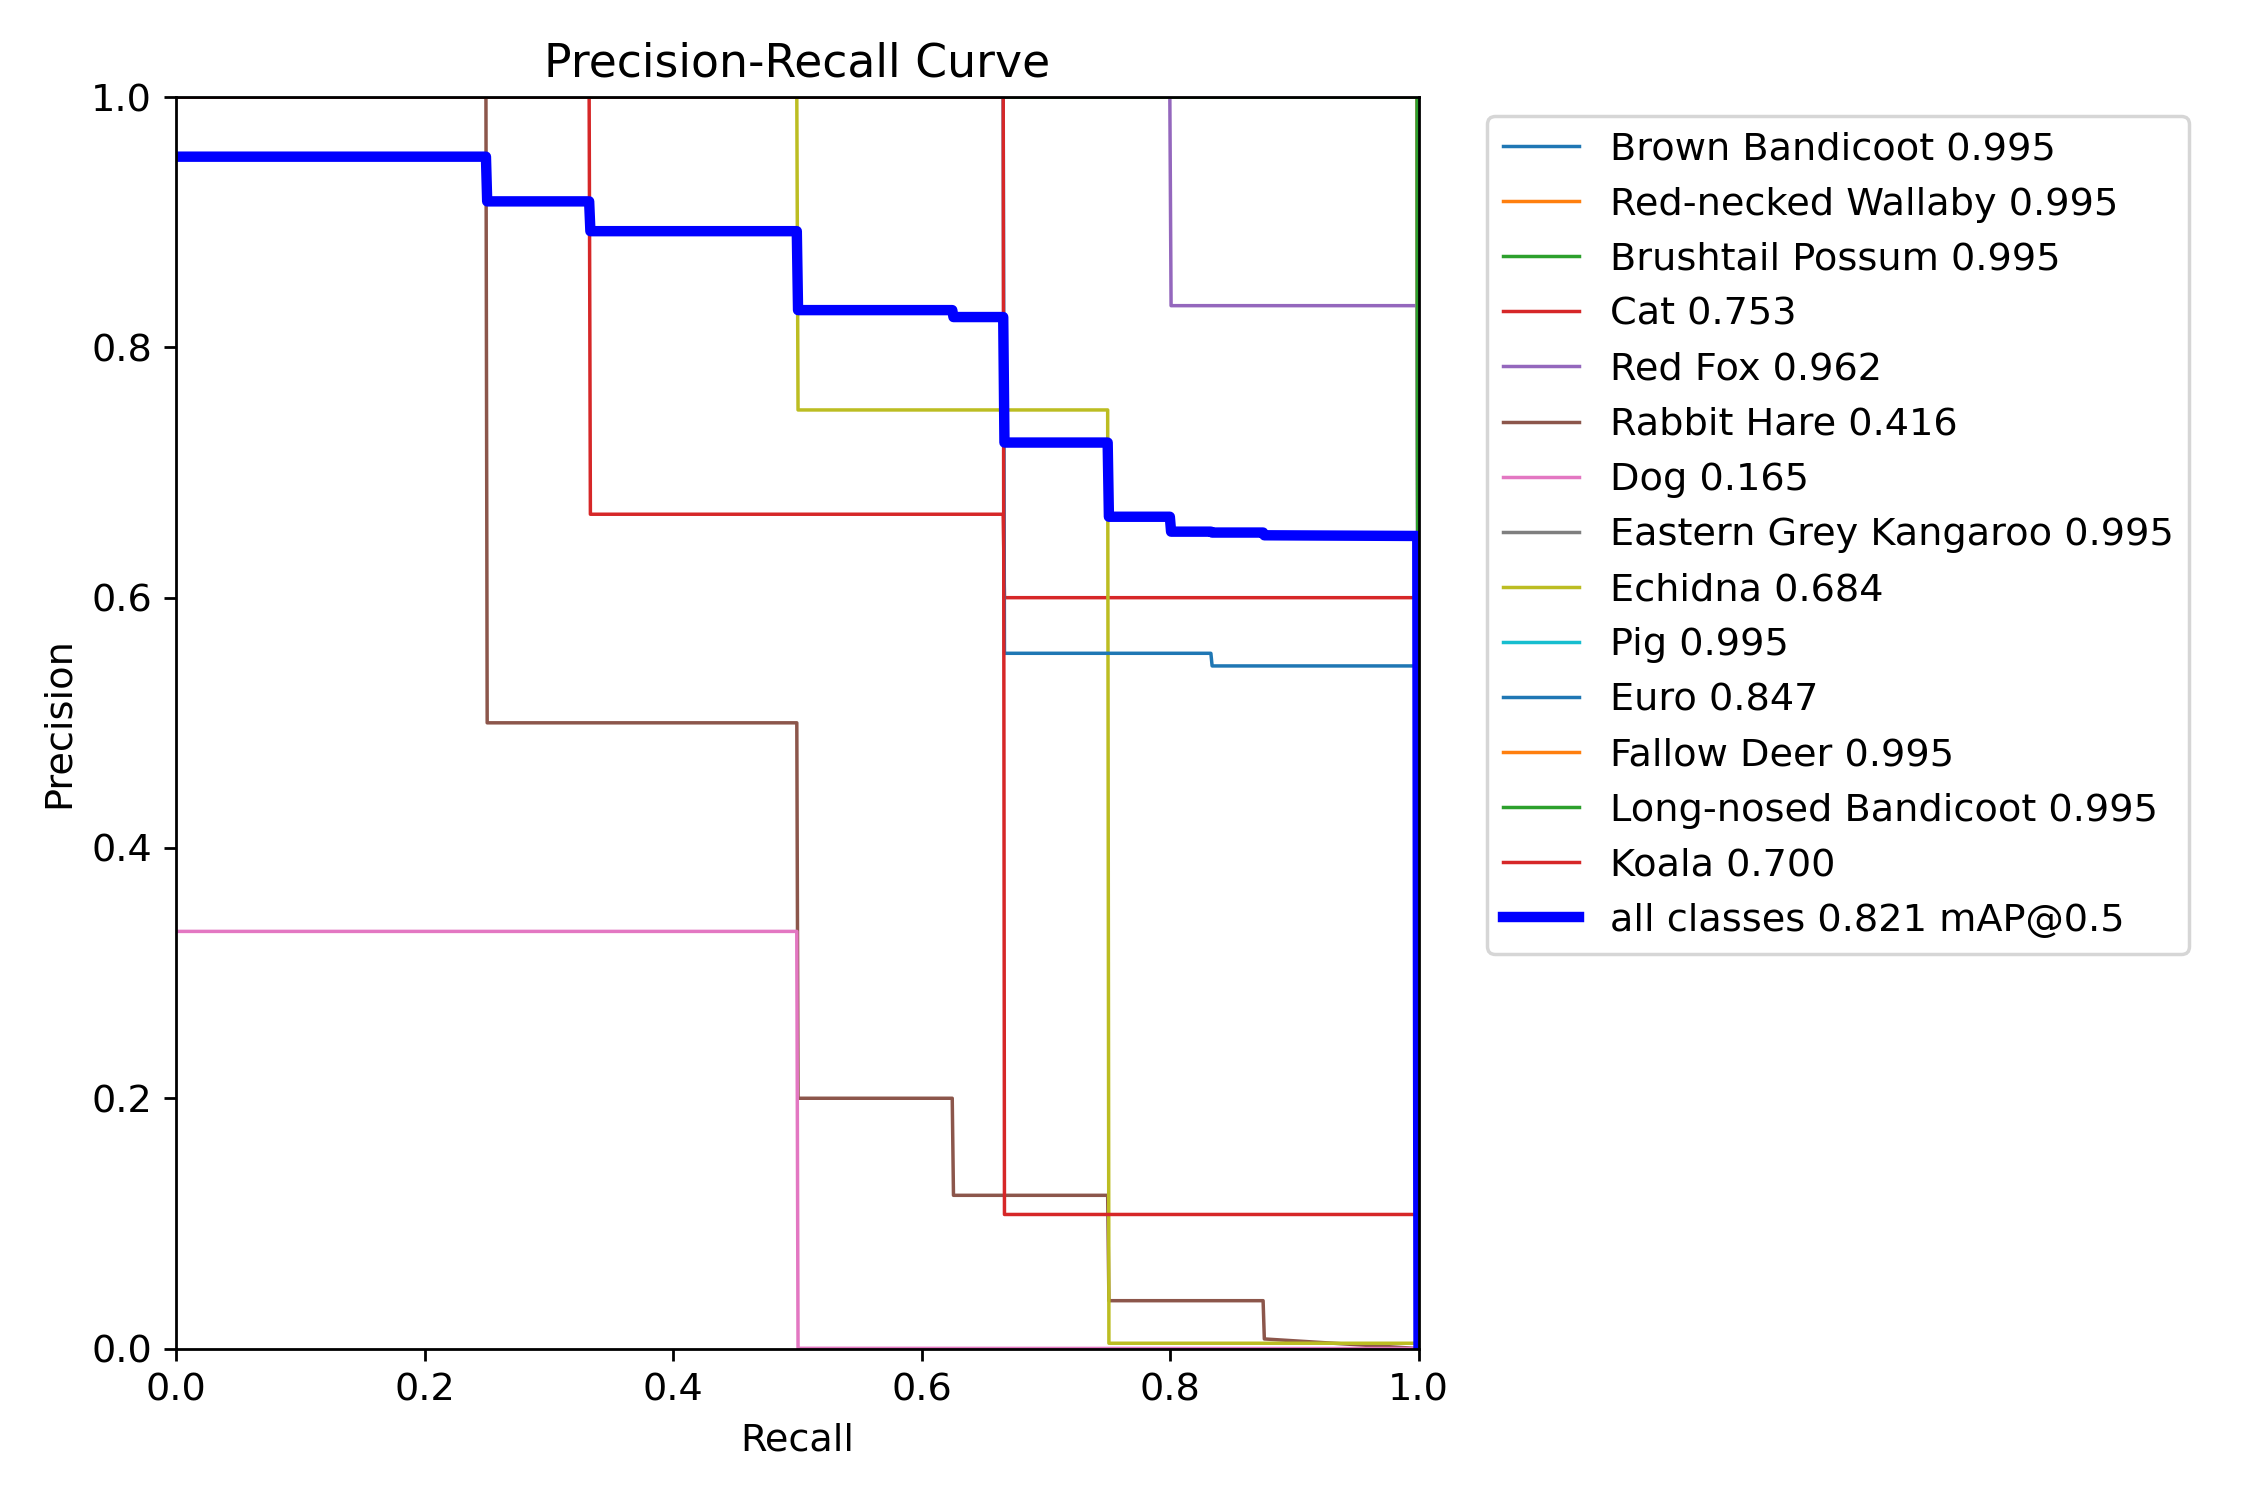 Precision-Recall Curve
1.0
0.8
0.6
0.4
0.2
0.0
Precision
0.0 0.2 0.4 0.6 0.8 1.0
Recall
Brown Bandicoot 0.995
Red-necked Wallaby 0.995
Brushtail Possum 0.995
Cat 0.753
Red Fox 0.962
Rabbit Hare 0.416
Dog 0.165
Eastern Grey Kangaroo 0.995
Echidna 0.684
Pig 0.995
Euro 0.847
Fallow Deer 0.995
Long-nosed Bandicoot 0.995
Koala 0.700
all classes 0.821 mAP@0.5